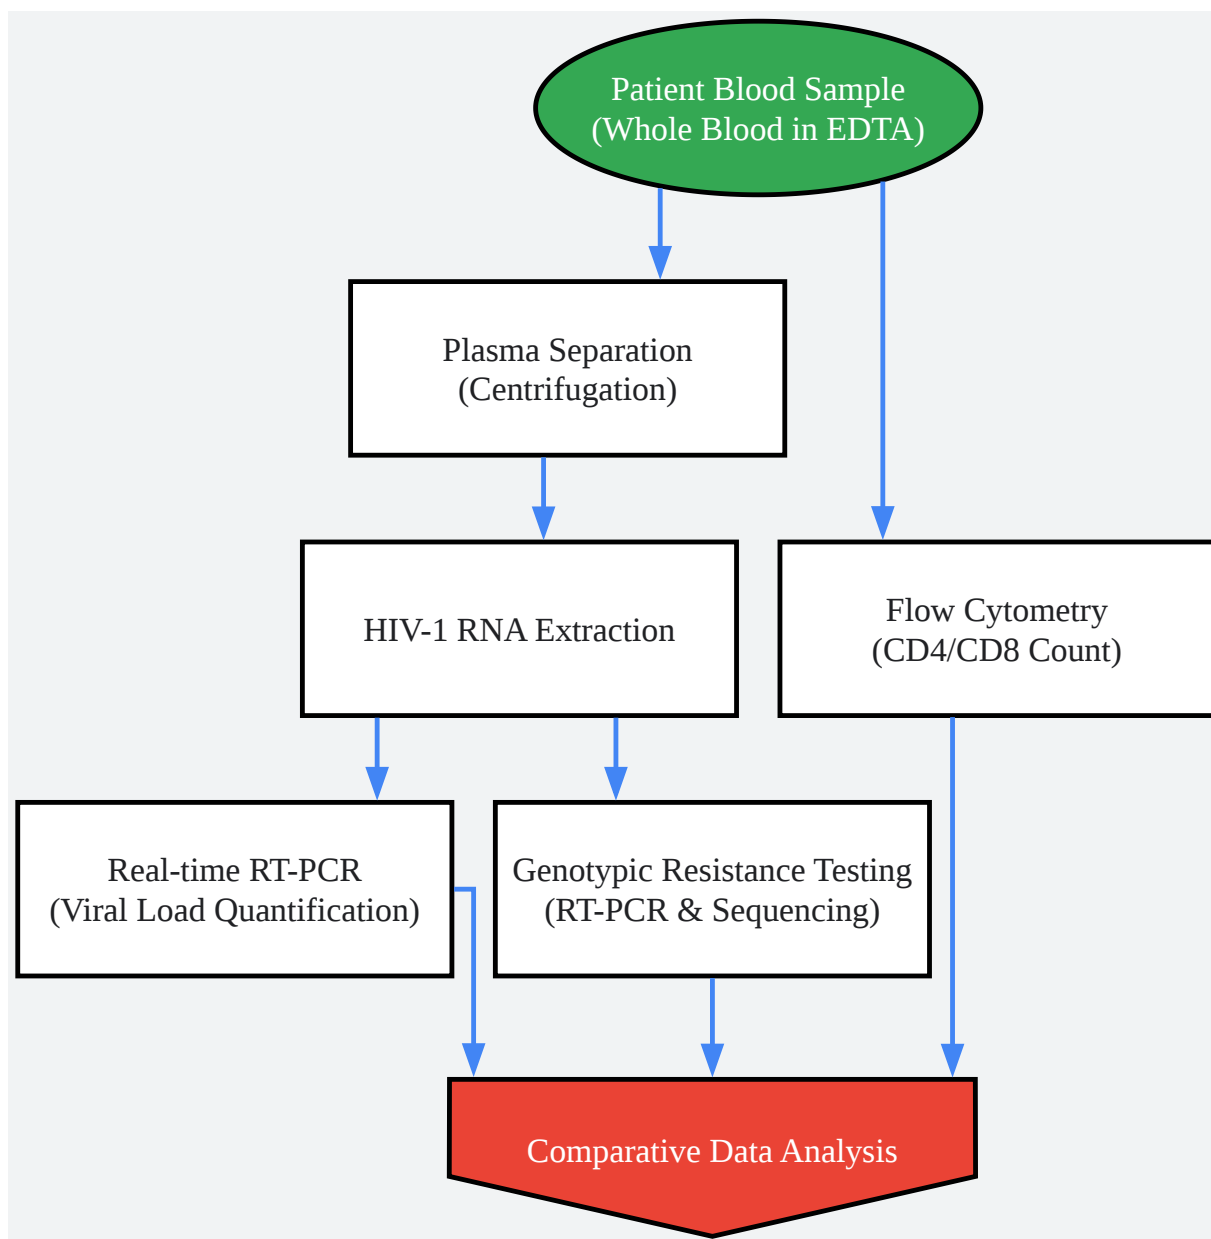 Patient Blood Sample
(Whole Blood in EDTA)
Plasma Separation
(Centrifugation)
HIV-1 RNA Extraction
Flow Cytometry
(CD4/CD8 Count)
Real-time RT-PCR
(Viral Load Quantification)
Genotypic Resistance Testing
(RT-PCR & Sequencing)
Comparative Data Analysis